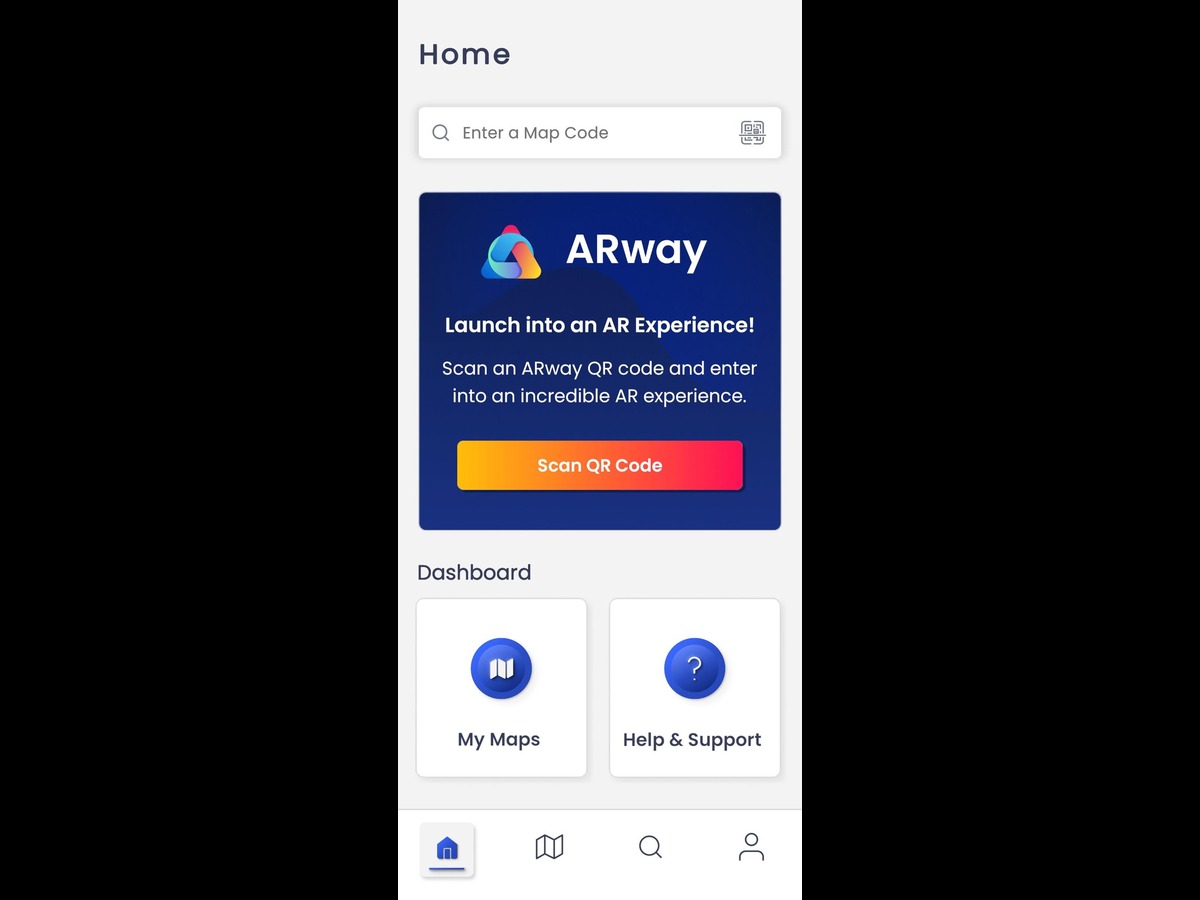 Home
Enter a Map Code
ARway
Launch into an AR Experience!
Scan an ARway QR code and enter
into an incredible AR experience.
Scan QR Code
Dashboard
My Maps
Help & Support